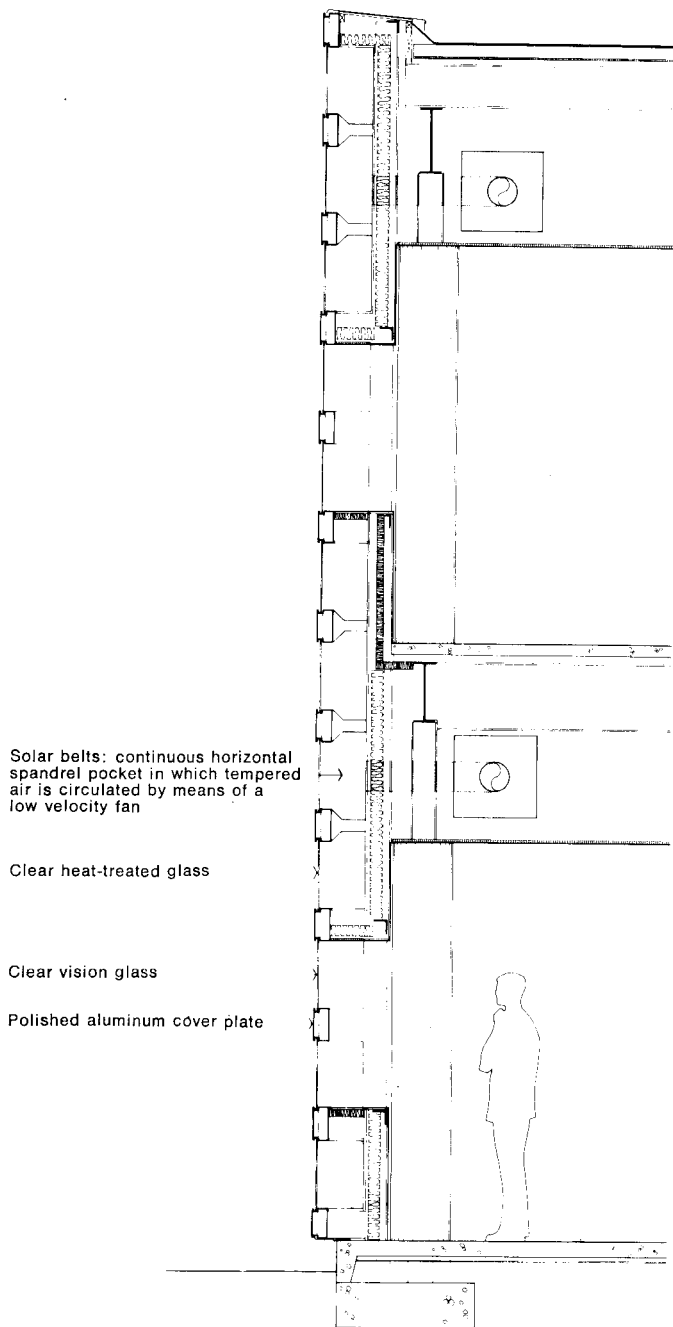 Solar belts: continuous horizontal
spandrel pocket in which tempered
air is circulated by means of a
low velocity fan
Clear heat-treated glass
Clear vision glass
Polished aluminum cover plate